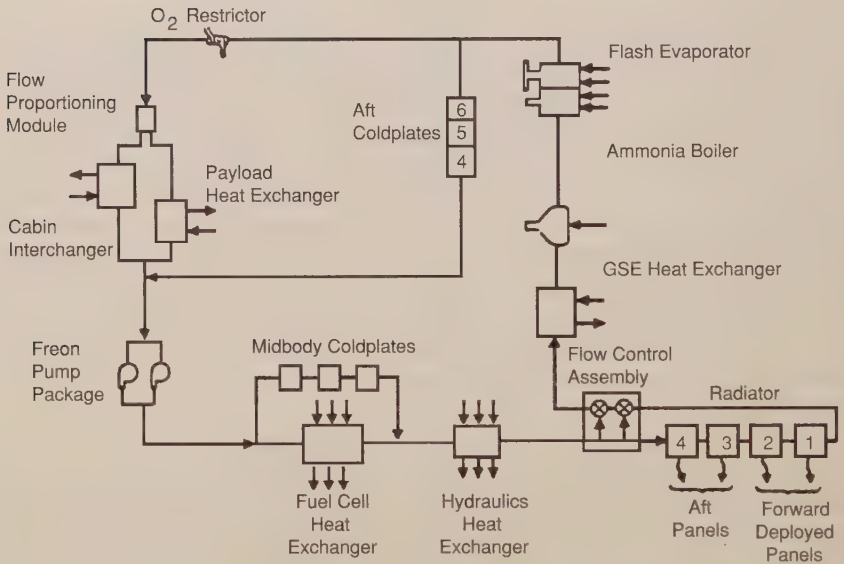 O2 Restrictor
Flow
Proportioning
Module
Payload
Heat Exchanger
Cabin
Interchanger
Aft
Coldplates
6
5
4
Flash Evaporator
Ammonia Boiler
GSE Heat Exchanger
Freon
Pump
Package
Midbody Coldplates
Flow Control
Assembly
Radiator
4
3
2
1
Fuel Cell
Heat
Exchanger
Hydraulics
Heat
Exchanger
Aft
Panels
Forward
Deployed
Panels